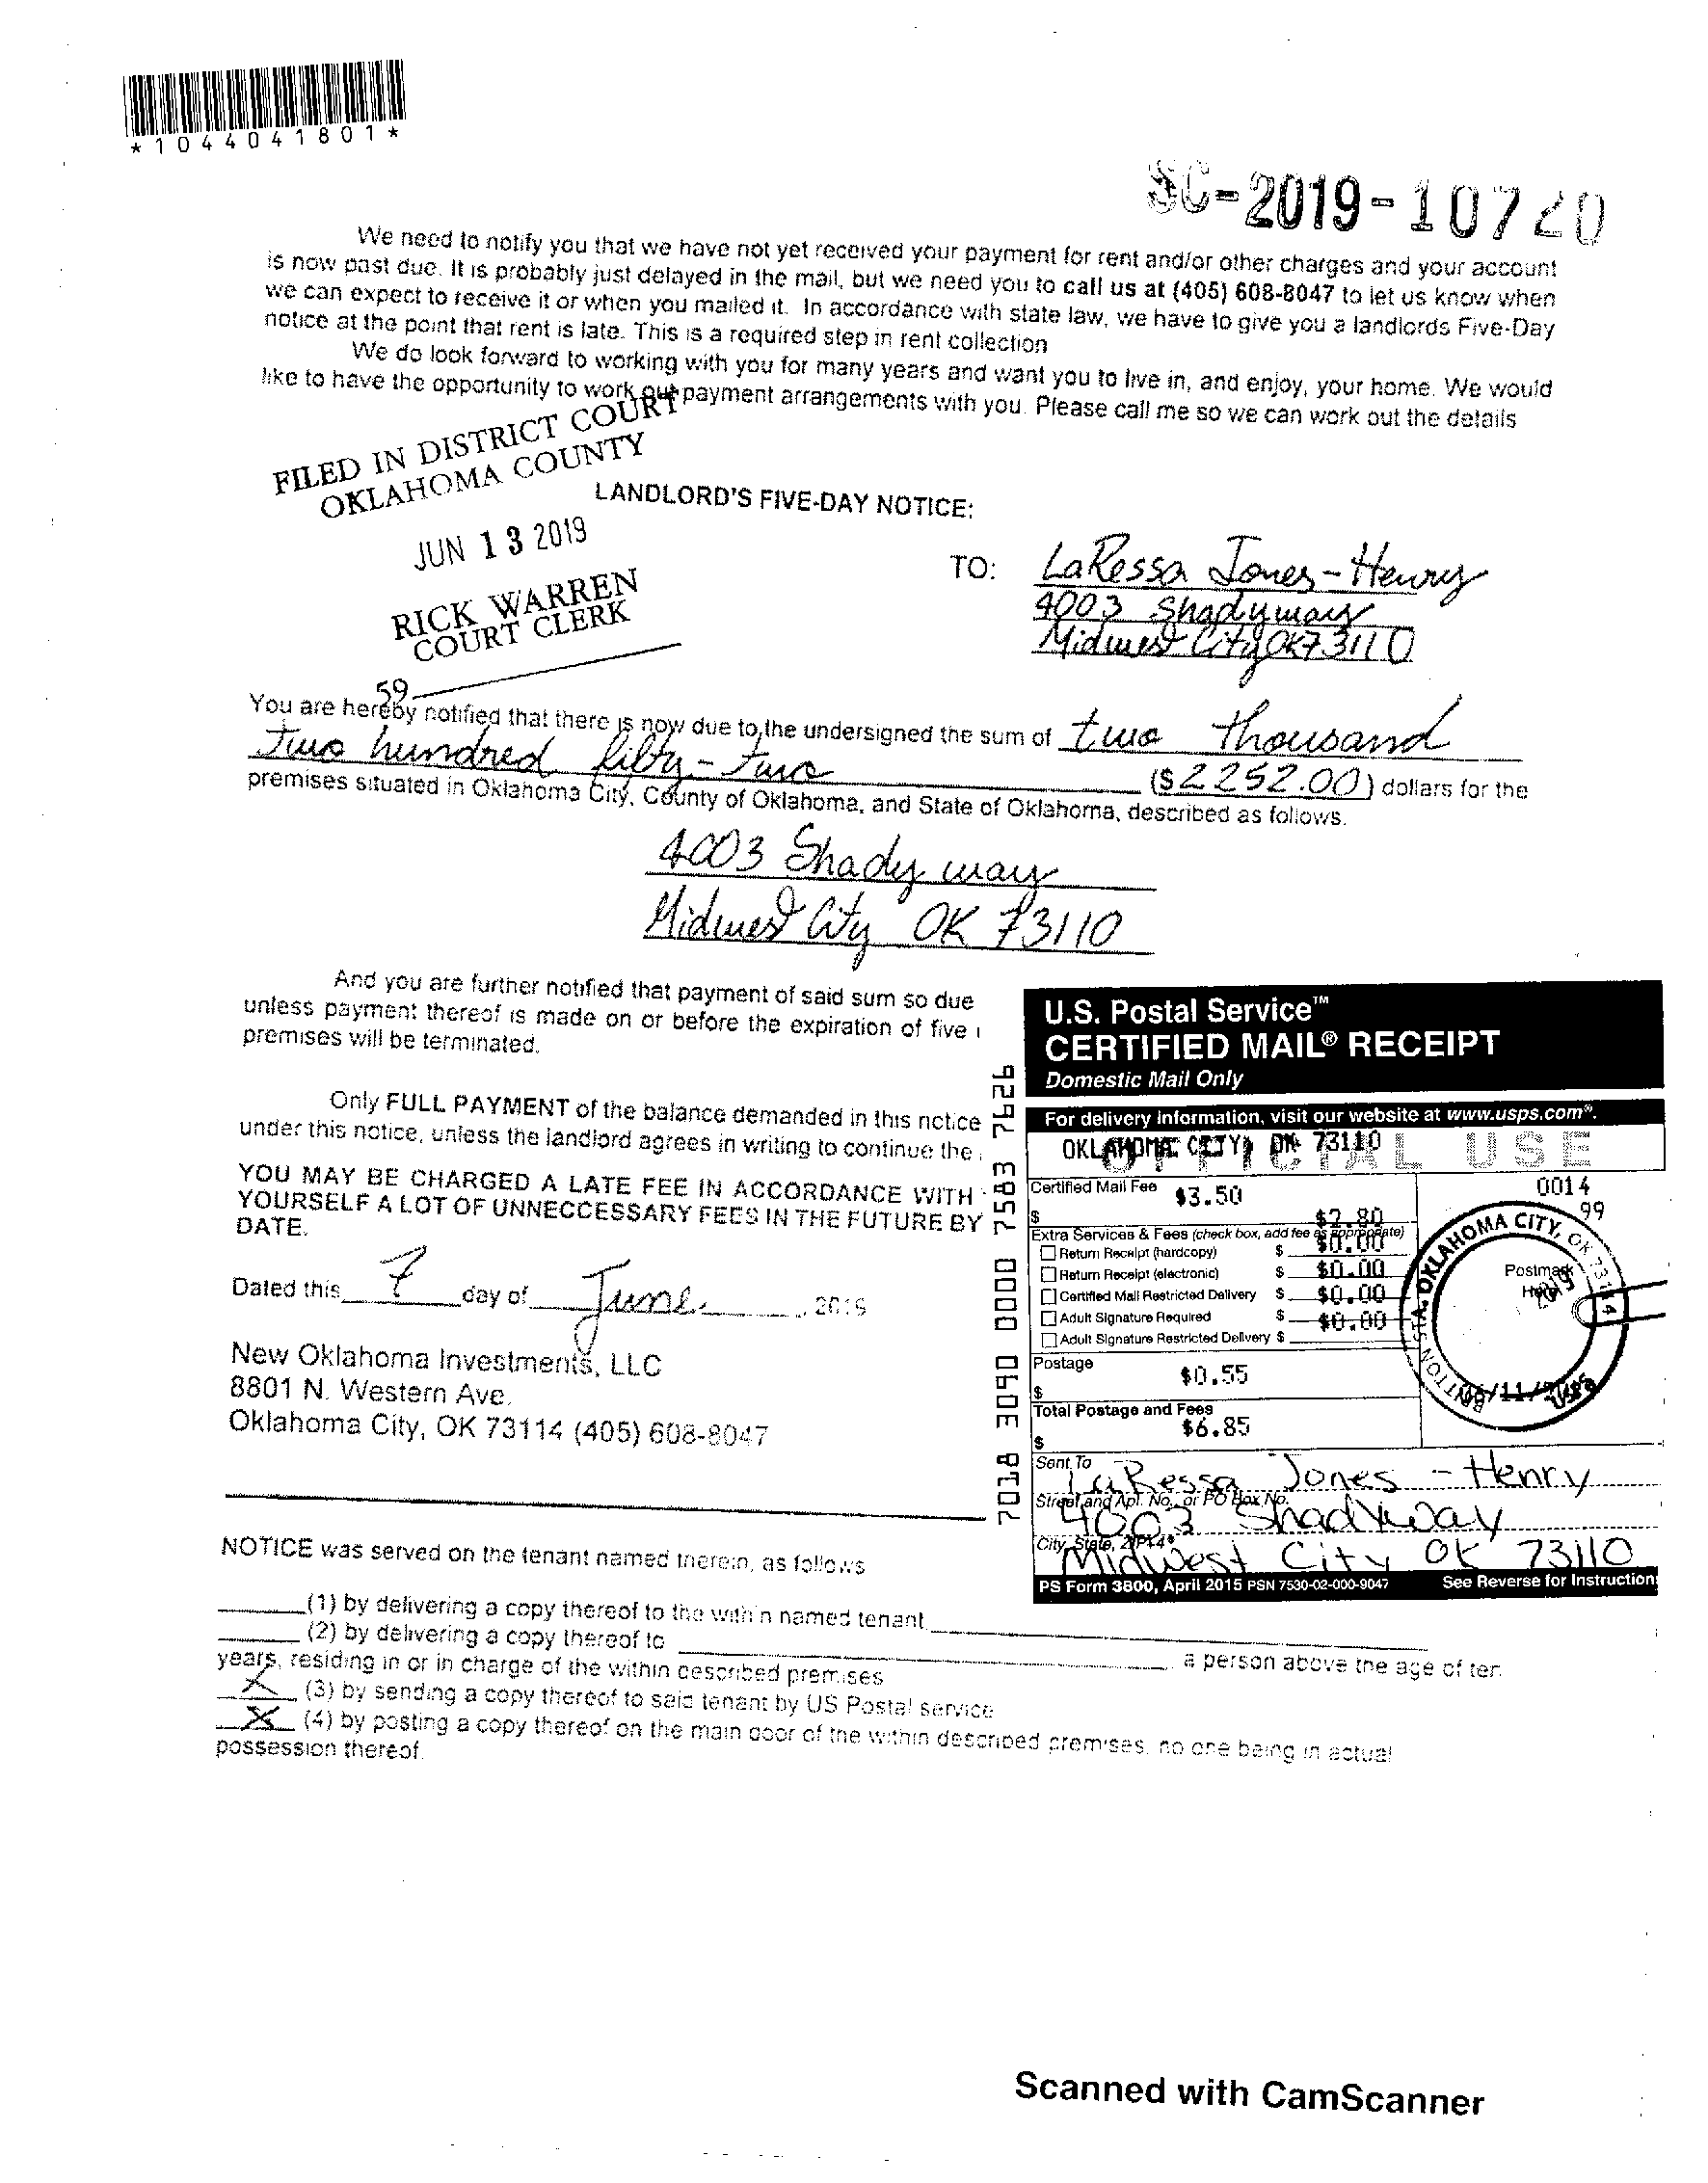 *1044041801*
SC-2019-10720
We need to notify you that we have not yet received your payment for rent and/or other charges and your account
is now past due. It is probably just delayed in the mail, but we need you to call us at (405) 608-8047 to let us know when
we can expect to receive it or when you mailed it. In accordance with state law, we have to give you a landlords Five-Day
notice at the point that rent is late. This is a required step in rent collection
We do look forward to working with you for many years and want you to live in, and enjoy, your home. We would
like to have the opportunity to work out payment arrangements with you. Please call me so we can work out the details
FILED IN DISTRICT COURT
OKLAHOMA COUNTY
JUN 13 2019
RICK WARREN
COURT CLERK
59
LANDLORD'S FIVE-DAY NOTICE:
TO: LaRessa Jones-Henry
4003 Shadyway
Midwest City OK 73110
You are hereby notified that there is now due to the undersigned the sum of two thousand
two hundred fifty-two ($2252.00) dollars for the
premises situated in Oklahoma City, County of Oklahoma, and State of Oklahoma, described as follows.
4003 Shady way
Midwest City OK 73110
And you are further notified that payment of said sum so due
unless payment thereof is made on or before the expiration of five
premises will be terminated.
Only FULL PAYMENT of the balance demanded in this notice
under this notice, unless the landlord agrees in writing to continue the
YOU MAY BE CHARGED A LATE FEE IN ACCORDANCE WITH
YOURSELF A LOT OF UNNECCESSARY FEES IN THE FUTURE BY
DATE.
Dated this 7 day of June, 2019
New Oklahoma Investments, LLC
8801 N. Western Ave.
Oklahoma City, OK 73114 (405) 608-8047
7018 3090 0000 7583 7626
U.S. Postal Service™
CERTIFIED MAIL® RECEIPT
Domestic Mail Only
For delivery information, visit our website at www.usps.com®.
OFFICIAL USE
OKLAHOMA CITY, OK 73110
Certified Mail Fee $3.50
$ $2.80
0014
99
Extra Services & Fees (check box, add fee as appropriate)
Return Receipt (hardcopy) $ $0.00
Return Receipt (electronic) $ $0.00
Certified Mail Restricted Delivery $ $0.00
Adult Signature Required $ $0.00
Adult Signature Restricted Delivery $
Postmark
Here
Postage $0.55
$
Total Postage and Fees
$6.85
$
BRITTON STA. OKLAHOMA CITY, OK 73114
USPS
Sent To LaRessa Jones-Henry
Street and Apt. No., or PO Box No. 4003 Shadyway
City, State, ZIP+4® Midwest City OK 73110
PS Form 3800, April 2015 PSN 7530-02-000-9047 See Reverse for Instructions
NOTICE was served on the tenant named therein, as follows
(1) by delivering a copy thereof to the within named tenant.
(2) by delivering a copy thereof to a person above the age of ten
years, residing in or in charge of the within described premises
X (3) by sending a copy thereof to said tenant by US Postal service
X (4) by posting a copy thereof on the main door of the within described premises, no one being in actual
possession thereof.
Scanned with CamScanner